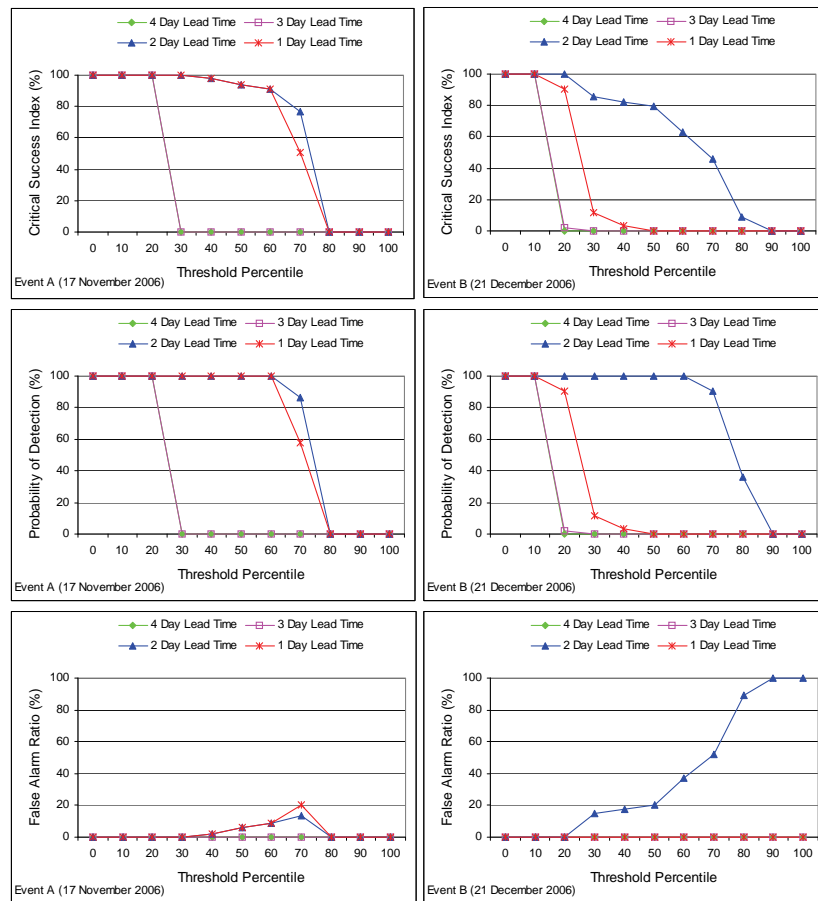 4 Day Lead Time 3 Day Lead Time
2 Day Lead Time 1 Day Lead Time
Critical Success Index (%)
100
80
60
40
20
0
0 10 20 30 40 50 60 70 80 90 100
Threshold Percentile
Event A (17 November 2006)
4 Day Lead Time 3 Day Lead Time
2 Day Lead Time 1 Day Lead Time
Critical Success Index (%)
100
80
60
40
20
0
0 10 20 30 40 50 60 70 80 90 100
Threshold Percentile
Event B (21 December 2006)
4 Day Lead Time 3 Day Lead Time
2 Day Lead Time 1 Day Lead Time
Probability of Detection (%)
100
80
60
40
20
0
0 10 20 30 40 50 60 70 80 90 100
Threshold Percentile
Event A (17 November 2006)
4 Day Lead Time 3 Day Lead Time
2 Day Lead Time 1 Day Lead Time
Probability of Detection (%)
100
80
60
40
20
0
0 10 20 30 40 50 60 70 80 90 100
Threshold Percentile
Event B (21 December 2006)
4 Day Lead Time 3 Day Lead Time
2 Day Lead Time 1 Day Lead Time
False Alarm Ratio (%)
100
80
60
40
20
0
0 10 20 30 40 50 60 70 80 90 100
Threshold Percentile
Event A (17 November 2006)
4 Day Lead Time 3 Day Lead Time
2 Day Lead Time 1 Day Lead Time
False Alarm Ratio (%)
100
80
60
40
20
0
0 10 20 30 40 50 60 70 80 90 100
Threshold Percentile
Event B (21 December 2006)